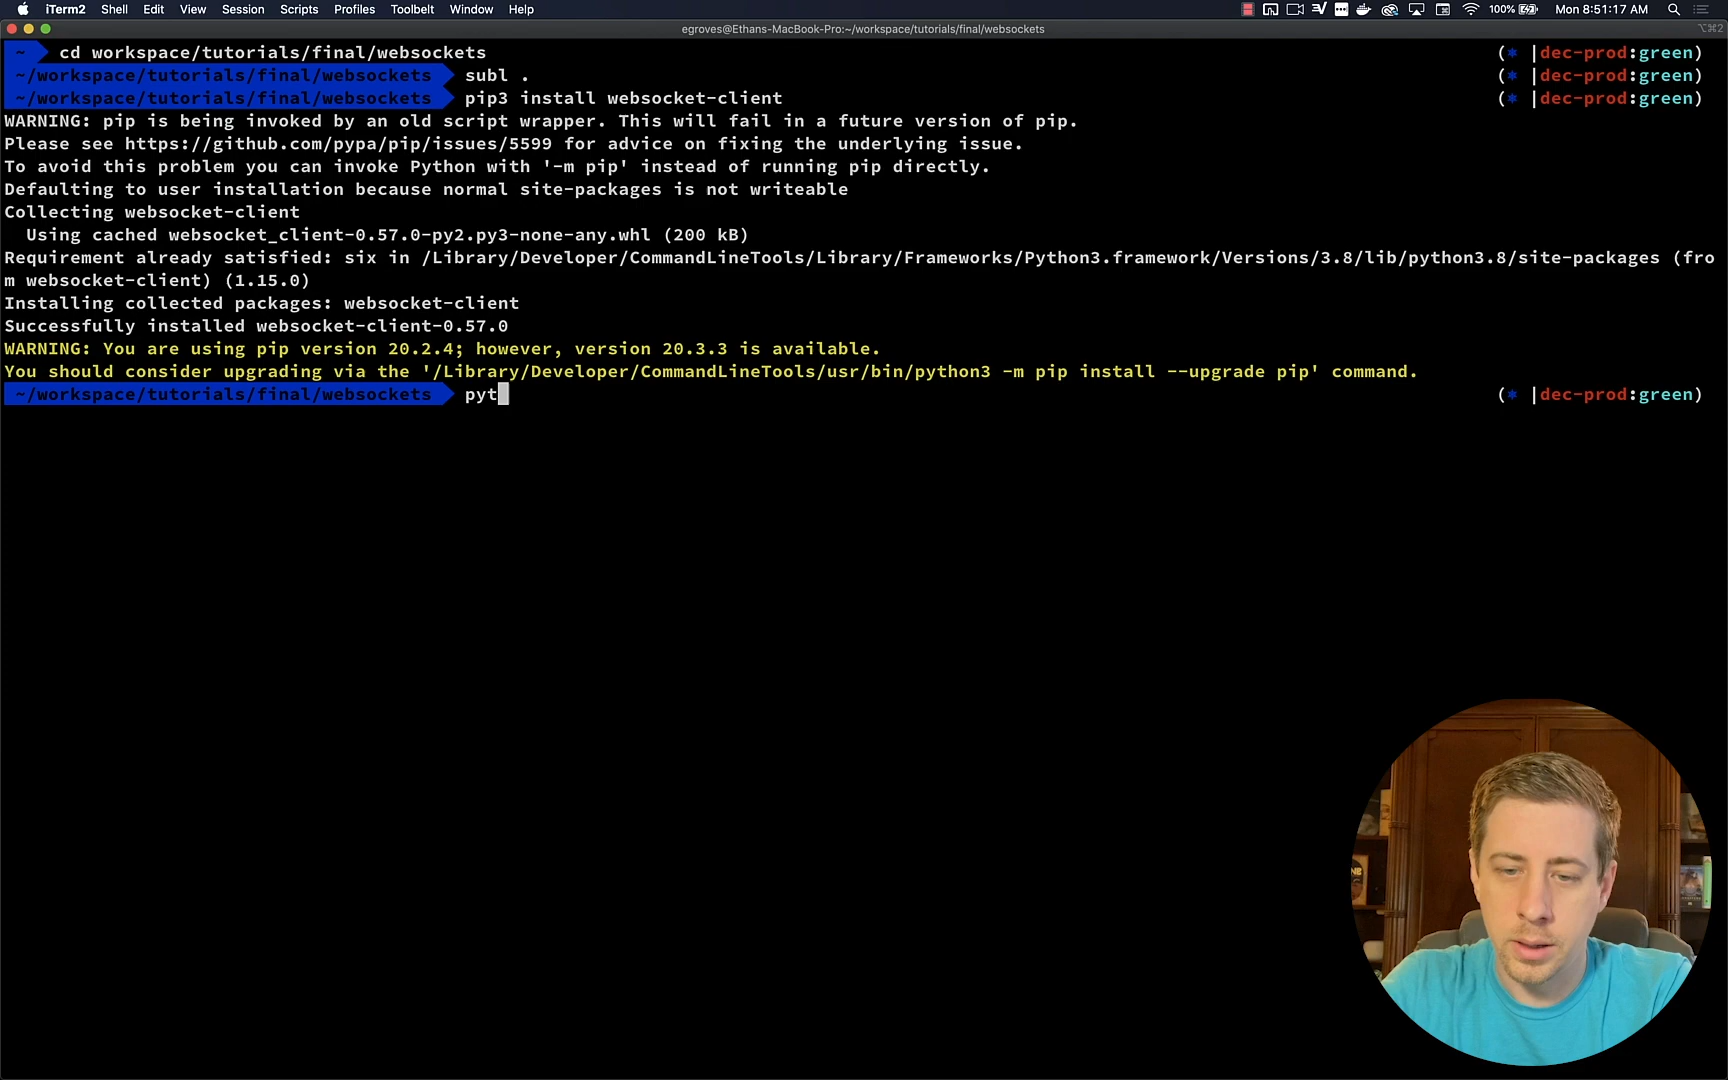 iTerm2 Shell Edit View Session Scripts Profiles Toolbelt Window Help 100% Mon 8:51:17 AM
egroves@Ethans-MacBook-Pro:~/workspace/tutorials/final/websockets ⌥⌘2
~ cd workspace/tutorials/final/websockets (* |dec-prod:green)
~/workspace/tutorials/final/websockets subl . (* |dec-prod:green)
~/workspace/tutorials/final/websockets pip3 install websocket-client (* |dec-prod:green)
WARNING: pip is being invoked by an old script wrapper. This will fail in a future version of pip.
Please see https://github.com/pypa/pip/issues/5599 for advice on fixing the underlying issue.
To avoid this problem you can invoke Python with '-m pip' instead of running pip directly.
Defaulting to user installation because normal site-packages is not writeable
Collecting websocket-client
  Using cached websocket_client-0.57.0-py2.py3-none-any.whl (200 kB)
Requirement already satisfied: six in /Library/Developer/CommandLineTools/Library/Frameworks/Python3.framework/Versions/3.8/lib/python3.8/site-packages (fro
m websocket-client) (1.15.0)
Installing collected packages: websocket-client
Successfully installed websocket-client-0.57.0
WARNING: You are using pip version 20.2.4; however, version 20.3.3 is available.
You should consider upgrading via the '/Library/Developer/CommandLineTools/usr/bin/python3 -m pip install --upgrade pip' command.
~/workspace/tutorials/final/websockets pyt (* |dec-prod:green)